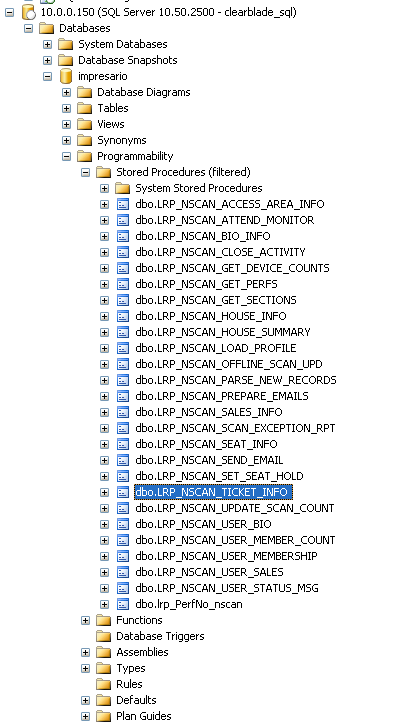 10.0.0.150 (SQL Server 10.50.2500 - clearblade_sql)
Databases
System Databases
Database Snapshots
impresario
Database Diagrams
Tables
Views
Synonyms
Programmability
Stored Procedures (filtered)
System Stored Procedures
dbo.LRP_NSCAN_ACCESS_AREA_INFO
dbo.LRP_NSCAN_ATTEND_MONITOR
dbo.LRP_NSCAN_BIO_INFO
dbo.LRP_NSCAN_CLOSE_ACTIVITY
dbo.LRP_NSCAN_GET_DEVICE_COUNTS
dbo.LRP_NSCAN_GET_PERFS
dbo.LRP_NSCAN_GET_SECTIONS
dbo.LRP_NSCAN_HOUSE_INFO
dbo.LRP_NSCAN_HOUSE_SUMMARY
dbo.LRP_NSCAN_LOAD_PROFILE
dbo.LRP_NSCAN_OFFLINE_SCAN_UPD
dbo.LRP_NSCAN_PARSE_NEW_RECORDS
dbo.LRP_NSCAN_PREPARE_EMAILS
dbo.LRP_NSCAN_SALES_INFO
dbo.LRP_NSCAN_SCAN_EXCEPTION_RPT
dbo.LRP_NSCAN_SEAT_INFO
dbo.LRP_NSCAN_SEND_EMAIL
dbo.LRP_NSCAN_SET_SEAT_HOLD
dbo.LRP_NSCAN_TICKET_INFO
dbo.LRP_NSCAN_UPDATE_SCAN_COUNT
dbo.LRP_NSCAN_USER_BIO
dbo.LRP_NSCAN_USER_MEMBER_COUNT
dbo.LRP_NSCAN_USER_MEMBERSHIP
dbo.LRP_NSCAN_USER_SALES
dbo.LRP_NSCAN_USER_STATUS_MSG
dbo.lrp_PerfNo_nscan
Functions
Database Triggers
Assemblies
Types
Rules
Defaults
Plan Guides